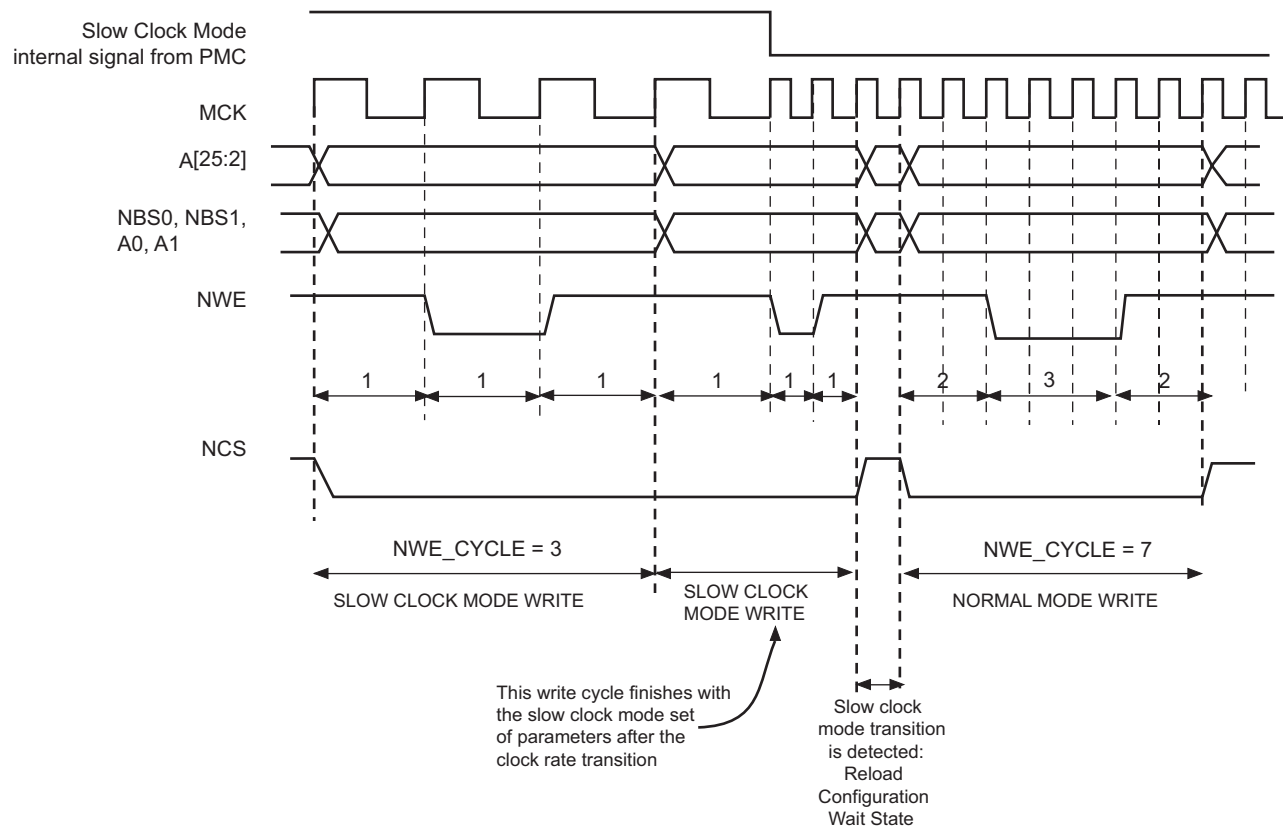 Slow Clock Mode
internal signal from PMC
MCK
A[25:2]
NBS0, NBS1,
A0, A1
NWE
1 1 1 1 1 1 2 3 2
NCS
NWE_CYCLE = 3
NWE_CYCLE = 7
SLOW CLOCK MODE WRITE
SLOW CLOCK
MODE WRITE
NORMAL MODE WRITE
This write cycle finishes with
the slow clock mode set
of parameters after the
clock rate transition
Slow clock
mode transition
is detected:
Reload
Configuration
Wait State